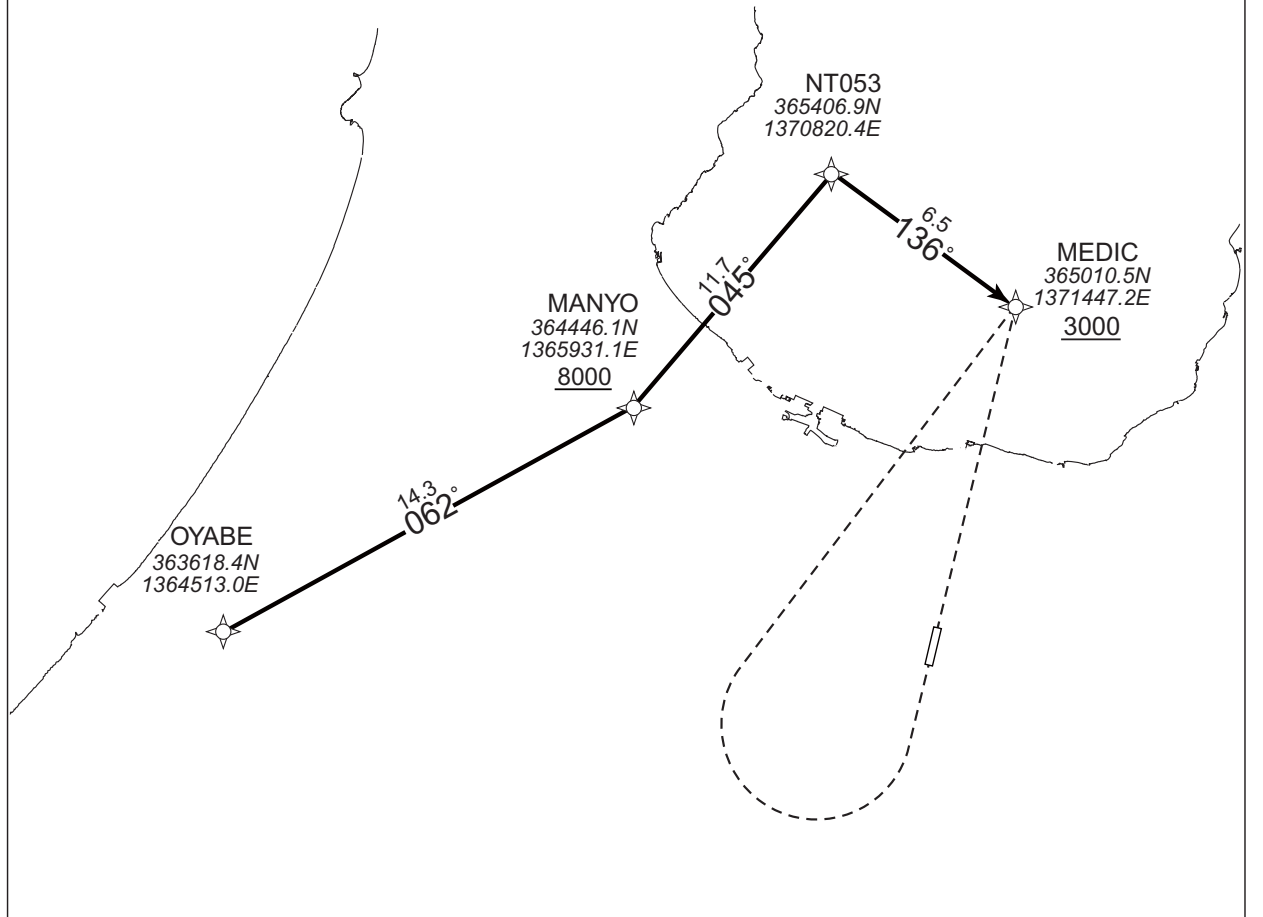 NT053
365406.9N
1370820.4E
6.5
136°
MEDIC
365010.5N
1371447.2E
3000
11.7
045°
MANYO
364446.1N
1365931.1E
8000
14.3
062°
OYABE
363618.4N
1364513.0E